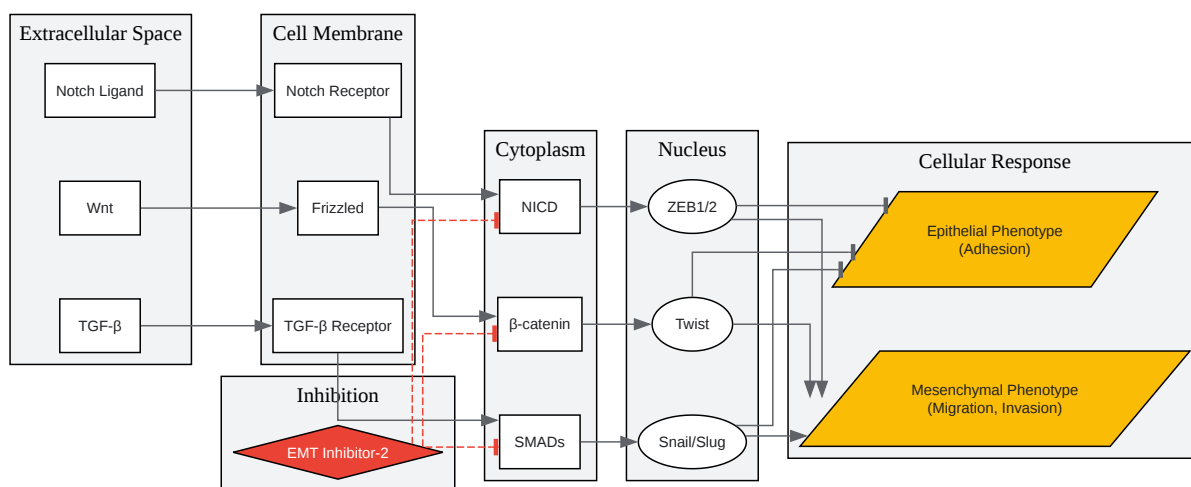 Extracellular Space
Cell Membrane
Notch Ligand
Notch Receptor
Wnt
Frizzled
TGF-β
TGF-β Receptor
Inhibition
EMT Inhibitor-2
Cytoplasm
NICD
β-catenin
SMADs
Nucleus
ZEB1/2
Twist
Snail/Slug
Cellular Response
Epithelial Phenotype
(Adhesion)
Mesenchymal Phenotype
(Migration, Invasion)